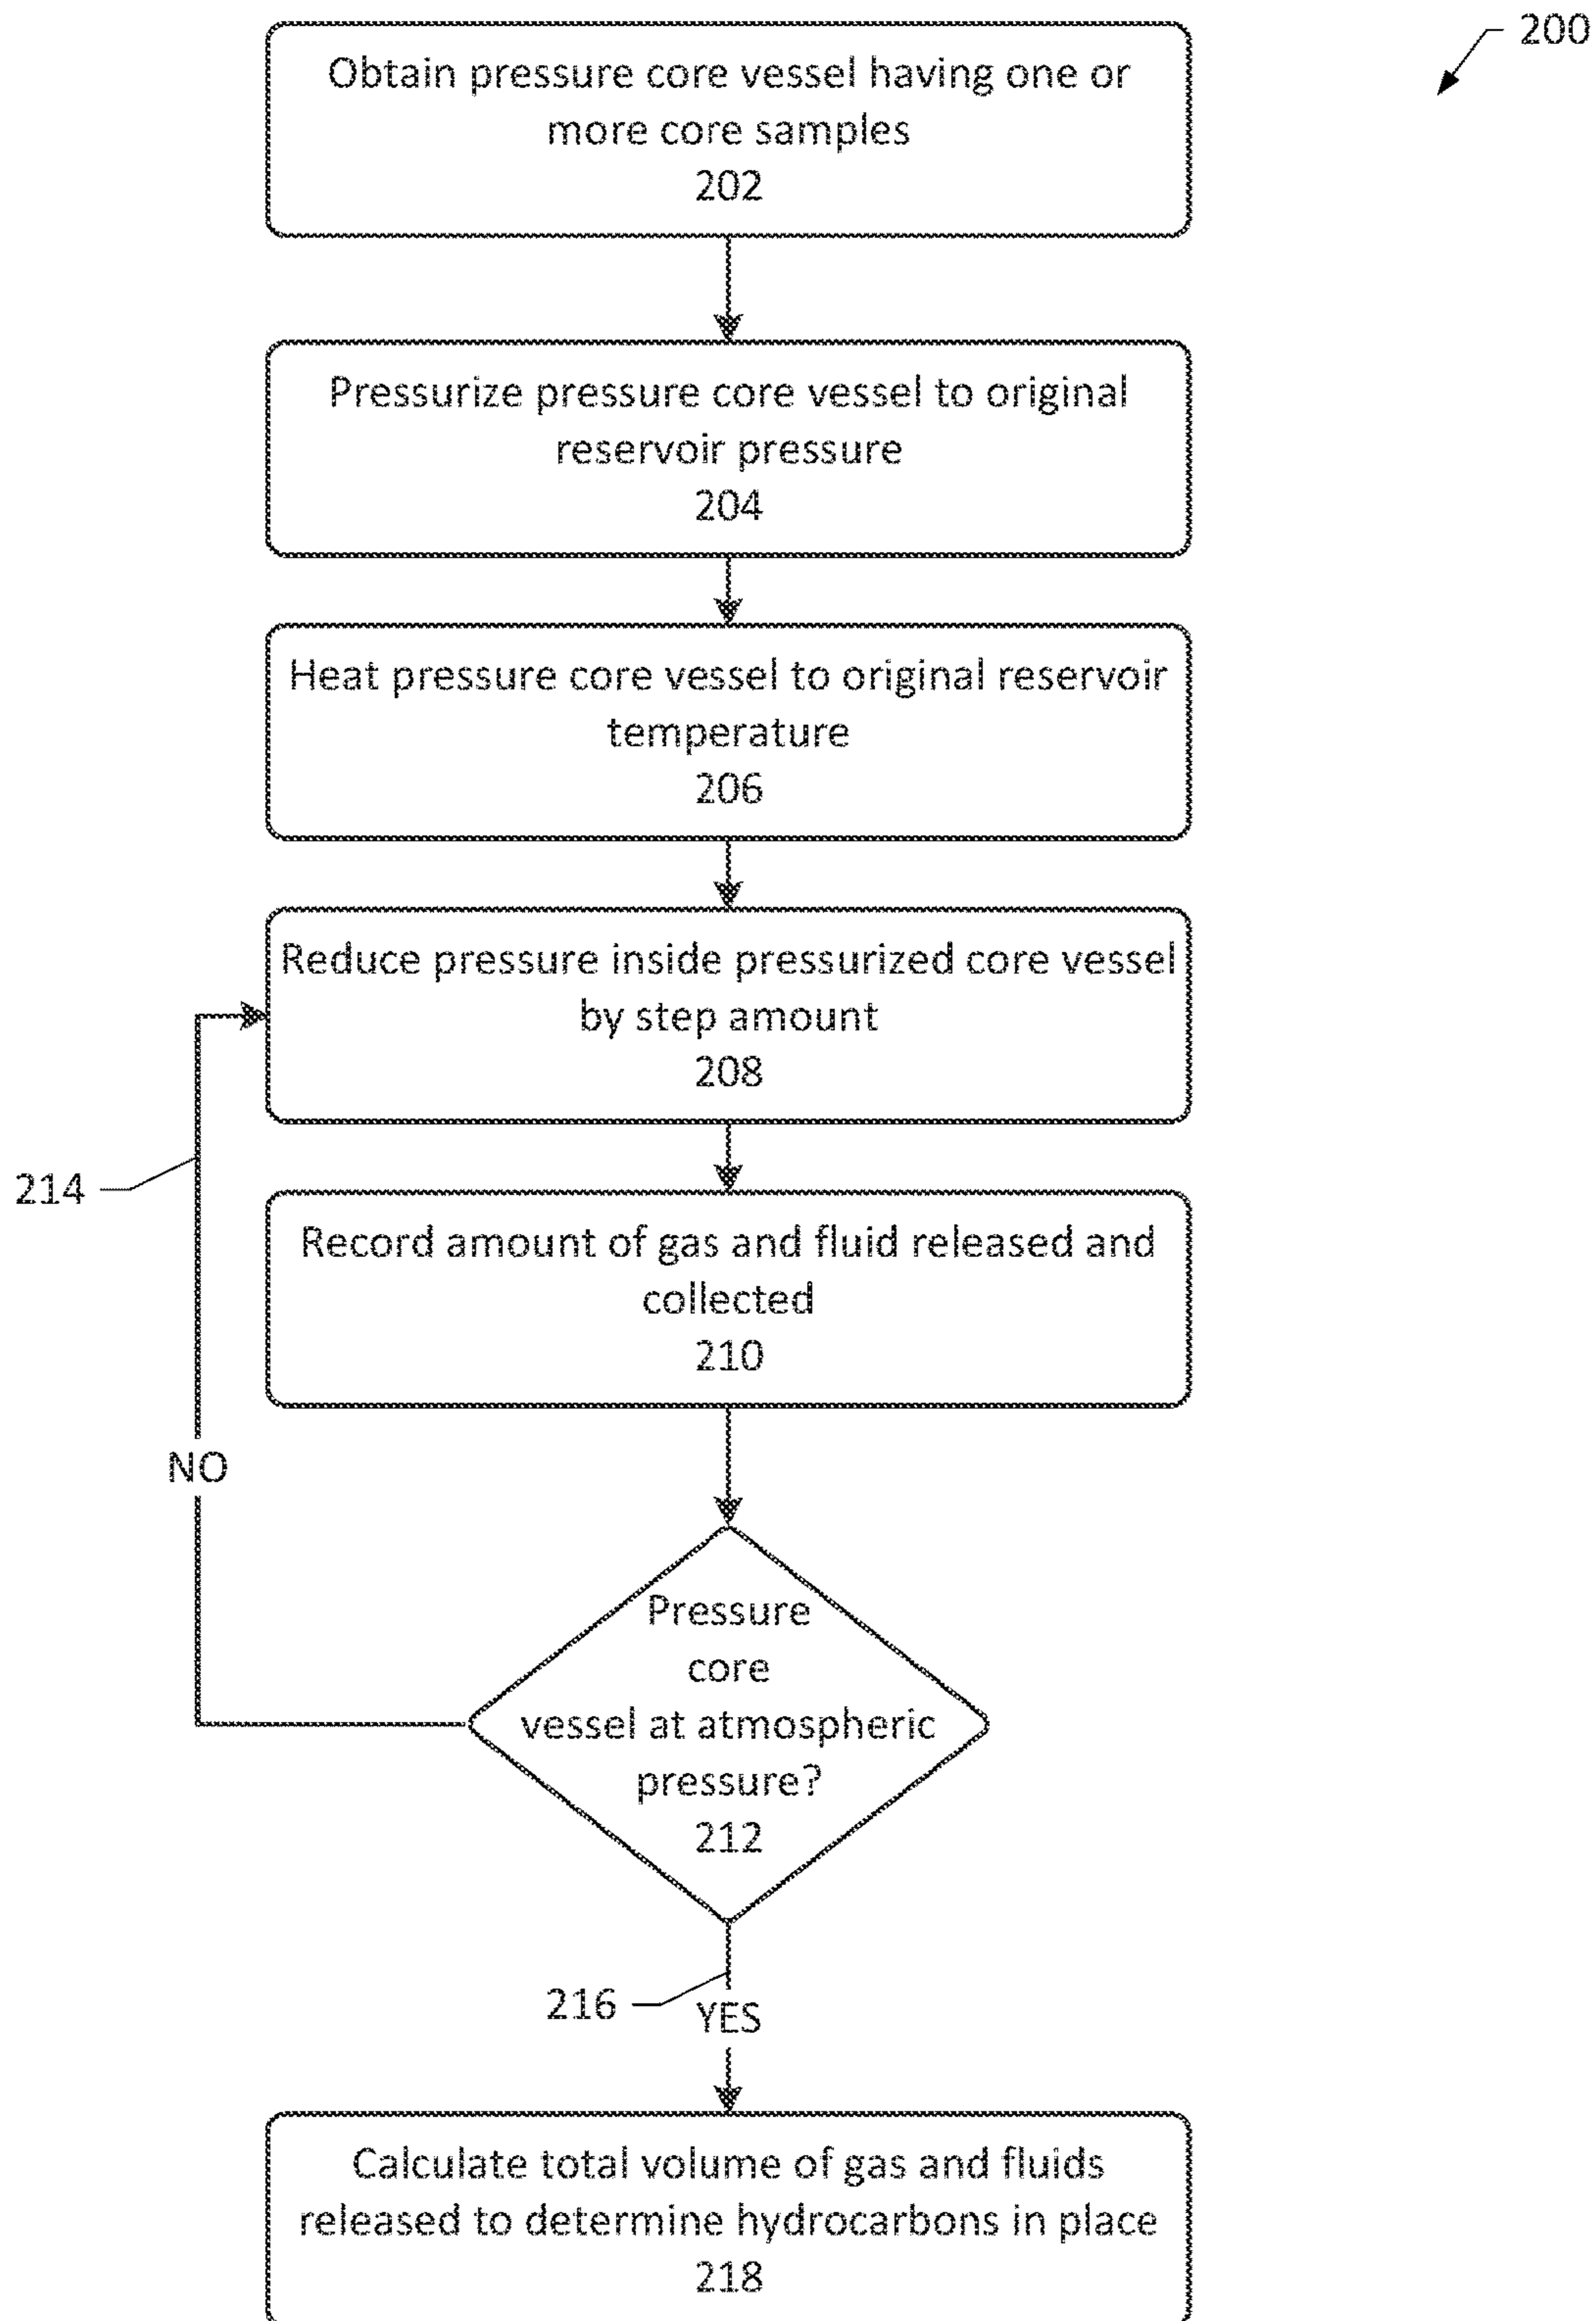 200
Obtain pressure core vessel having one or
more core samples
202
Pressurize pressure core vessel to original
reservoir pressure
204
Heat pressure core vessel to original reservoir
temperature
206
Reduce pressure inside pressurized core vessel
by step amount
208
214
Record amount of gas and fluid released and
collected
210
NO
Pressure
core
vessel at atmospheric
pressure?
212
216
YES
Calculate total volume of gas and fluids
released to determine hydrocarbons in place
218